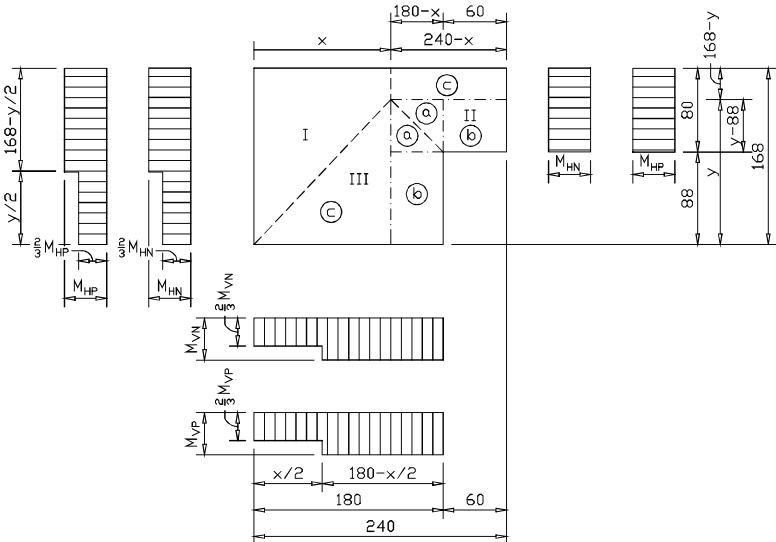 180-x
60
x
240-x
168-y
c
a
I
II
80
168-y/2
a
b
y-88
168
M_HN
M_HP
y
III
b
88
c
y/2
2/3 M_HP
2/3 M_HN
M_HP
M_HN
2/3 M_VN
M_VN
2/3 M_VP
M_VP
x/2
180-x/2
180
60
240